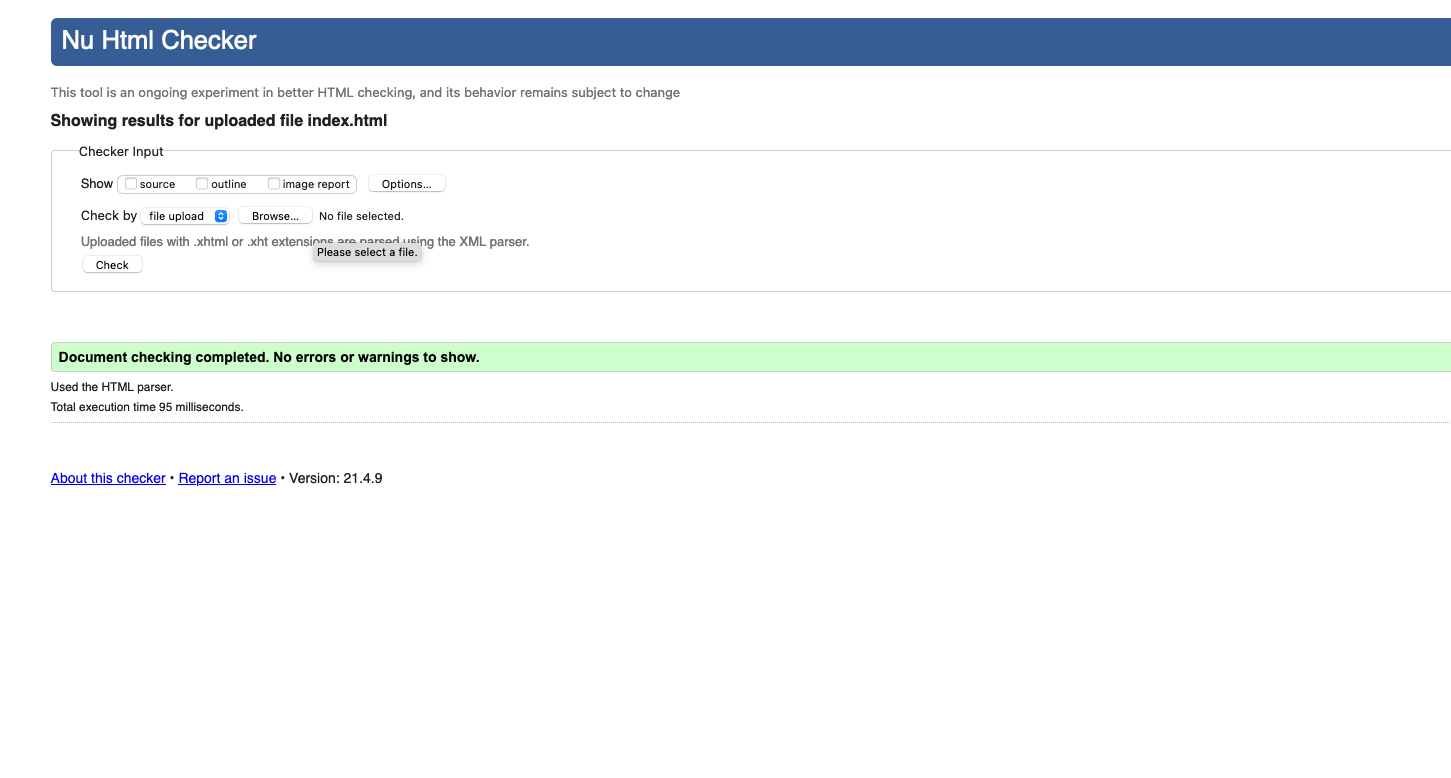 Nu Html Checker
This tool is an ongoing experiment in better HTML checking, and its behavior remains subject to change
Showing results for uploaded file index.html
Checker Input
Show source outline image report Options...
Check by file upload Browse... No file selected.
Uploaded files with .xhtml or .xht extensions are parsed using the XML parser.
Please select a file.
Check
Document checking completed. No errors or warnings to show.
Used the HTML parser.
Total execution time 95 milliseconds.
About this checker • Report an issue • Version: 21.4.9